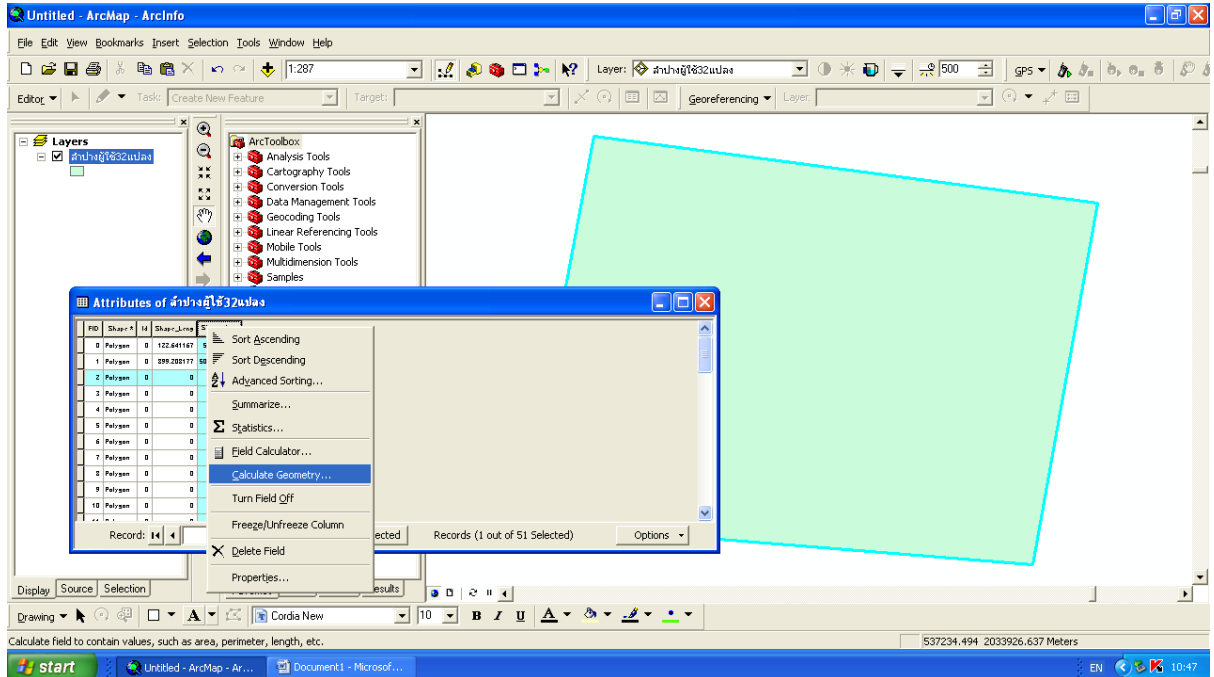 Untitled - ArcMap - ArcInfo
File Edit View Bookmarks Insert Selection Tools Window Help
1:287 Layer: ลำปางผู้ใช้32แปลง 500 GPS
Editor Task: Create New Feature Target: Georeferencing Layer:
Layers
ลำปางผู้ใช้32แปลง
ArcToolbox
Analysis Tools
Cartography Tools
Conversion Tools
Data Management Tools
Geocoding Tools
Linear Referencing Tools
Mobile Tools
Multidimension Tools
Samples
Attributes of ลำปางผู้ใช้32แปลง
FID Shape * Id Shape_Leng
0 Polygon 0 122.641167 5
1 Polygon 0 899.208177 50
2 Polygon 0 0
3 Polygon 0 0
4 Polygon 0 0
5 Polygon 0 0
6 Polygon 0 0
7 Polygon 0 0
8 Polygon 0 0
9 Polygon 0 0
10 Polygon 0 0
Sort Ascending
Sort Descending
Advanced Sorting...
Summarize...
Statistics...
Field Calculator...
Calculate Geometry...
Turn Field Off
Freeze/Unfreeze Column
Delete Field
Properties...
Record: ected Records (1 out of 51 Selected) Options
Display Source Selection esults
Drawing A Cordia New 10 B I U A
Calculate field to contain values, such as area, perimeter, length, etc. 537234.494 2033926.637 Meters
start Untitled - ArcMap - Ar... Document1 - Microsof... EN 10:47